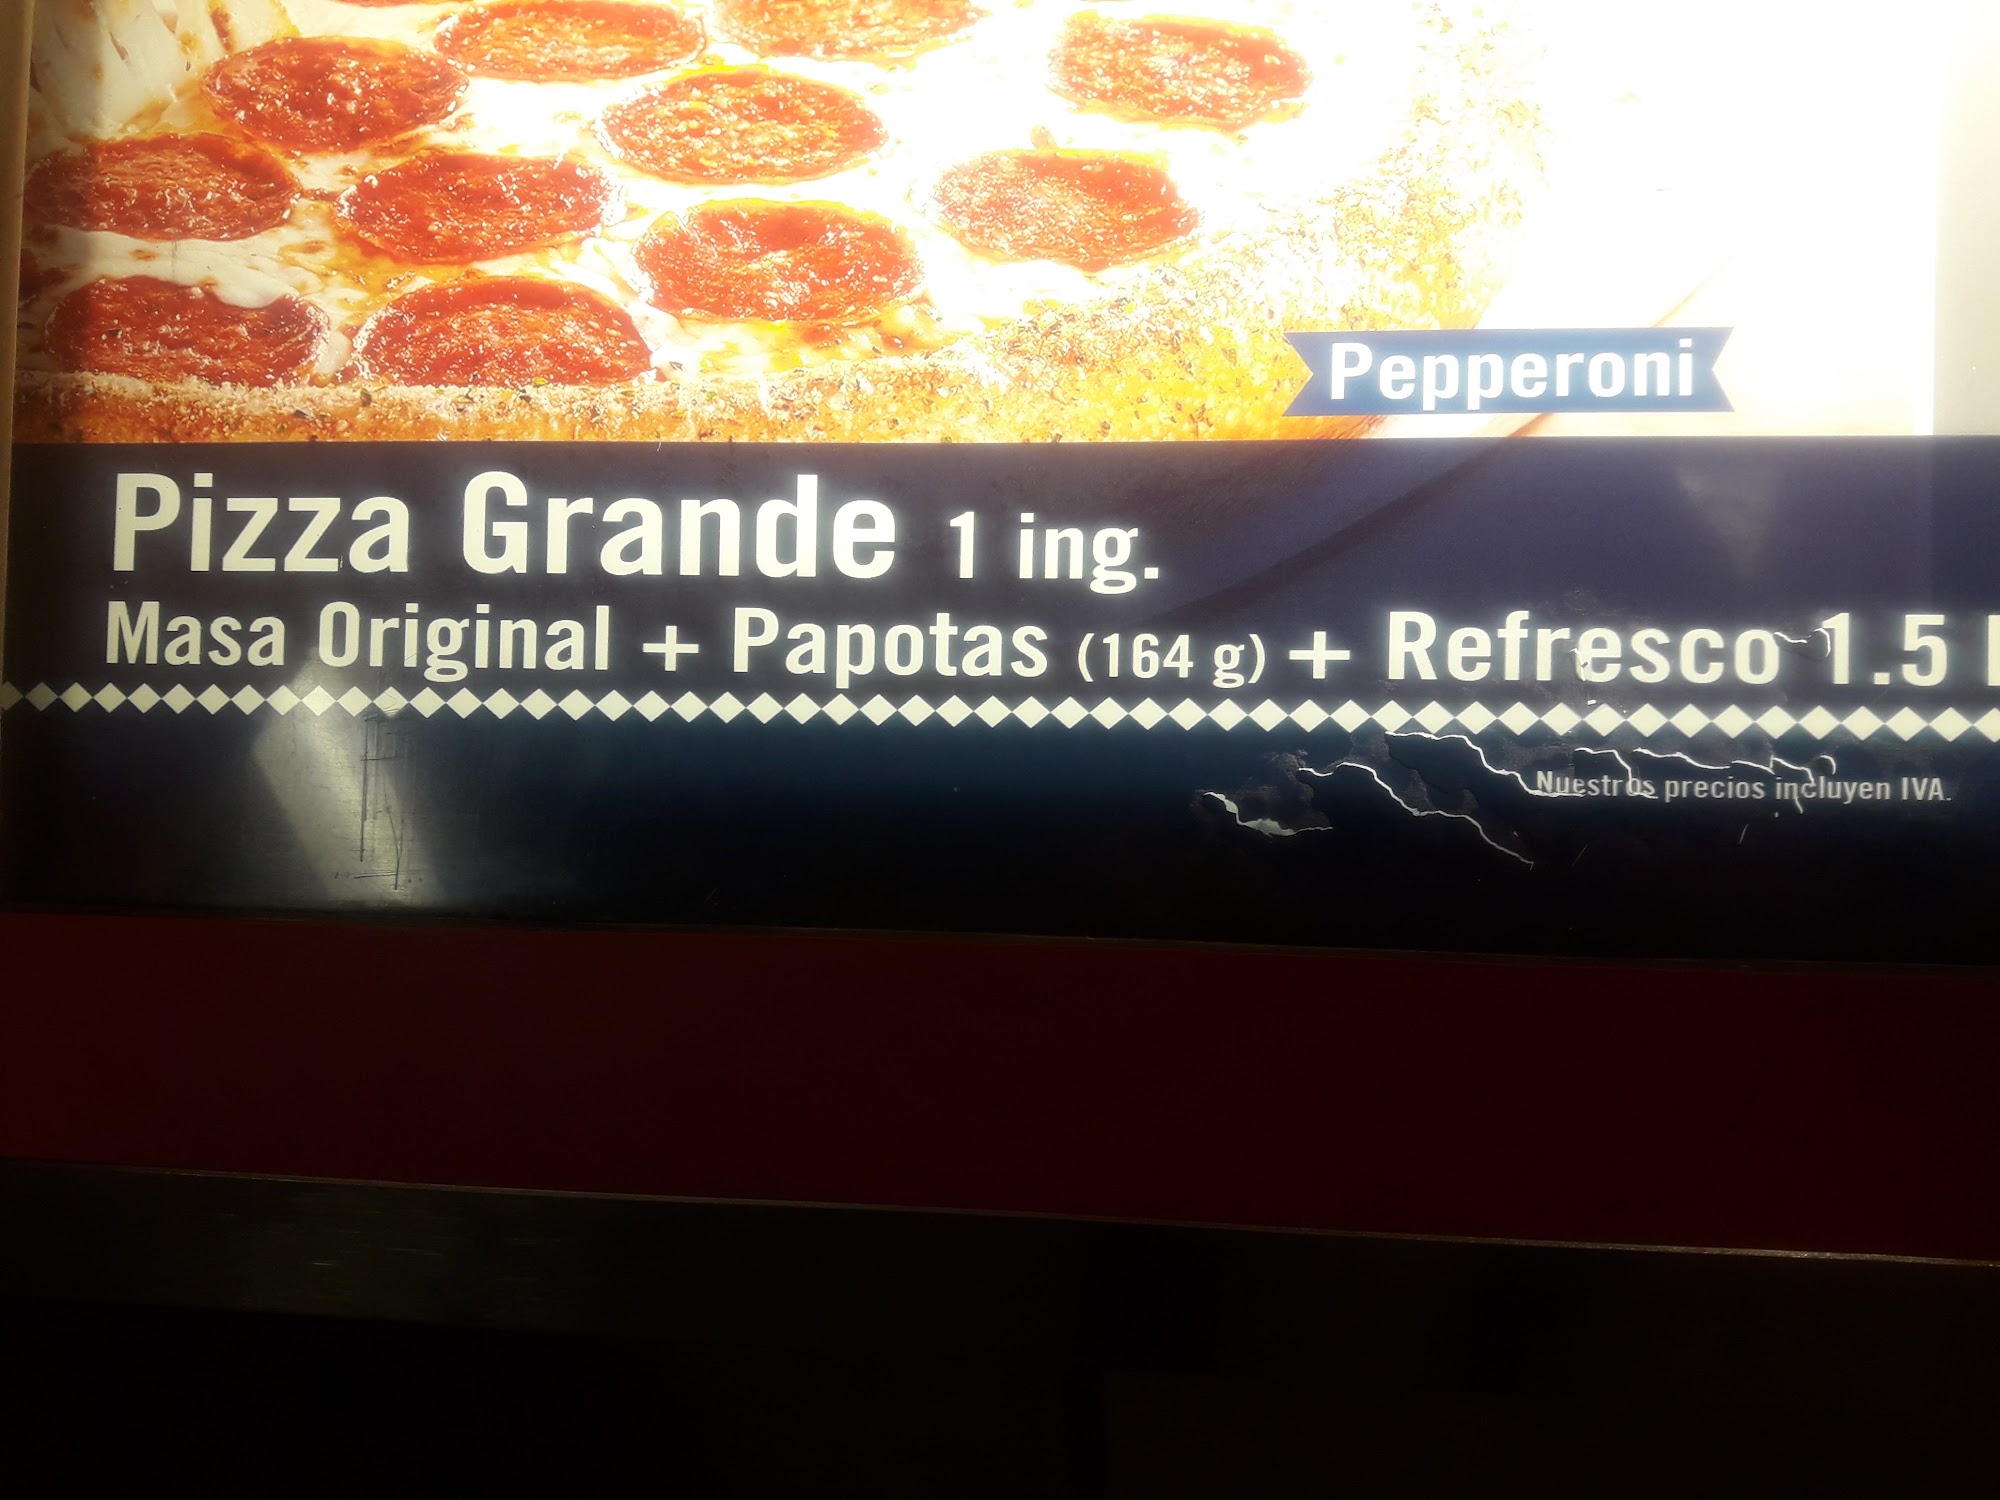 Pepperoni
Pizza Grande 1 ing.
Masa Original + Papotas (164 g) + Refresco 1.5
Nuestros precios incluyen IVA.